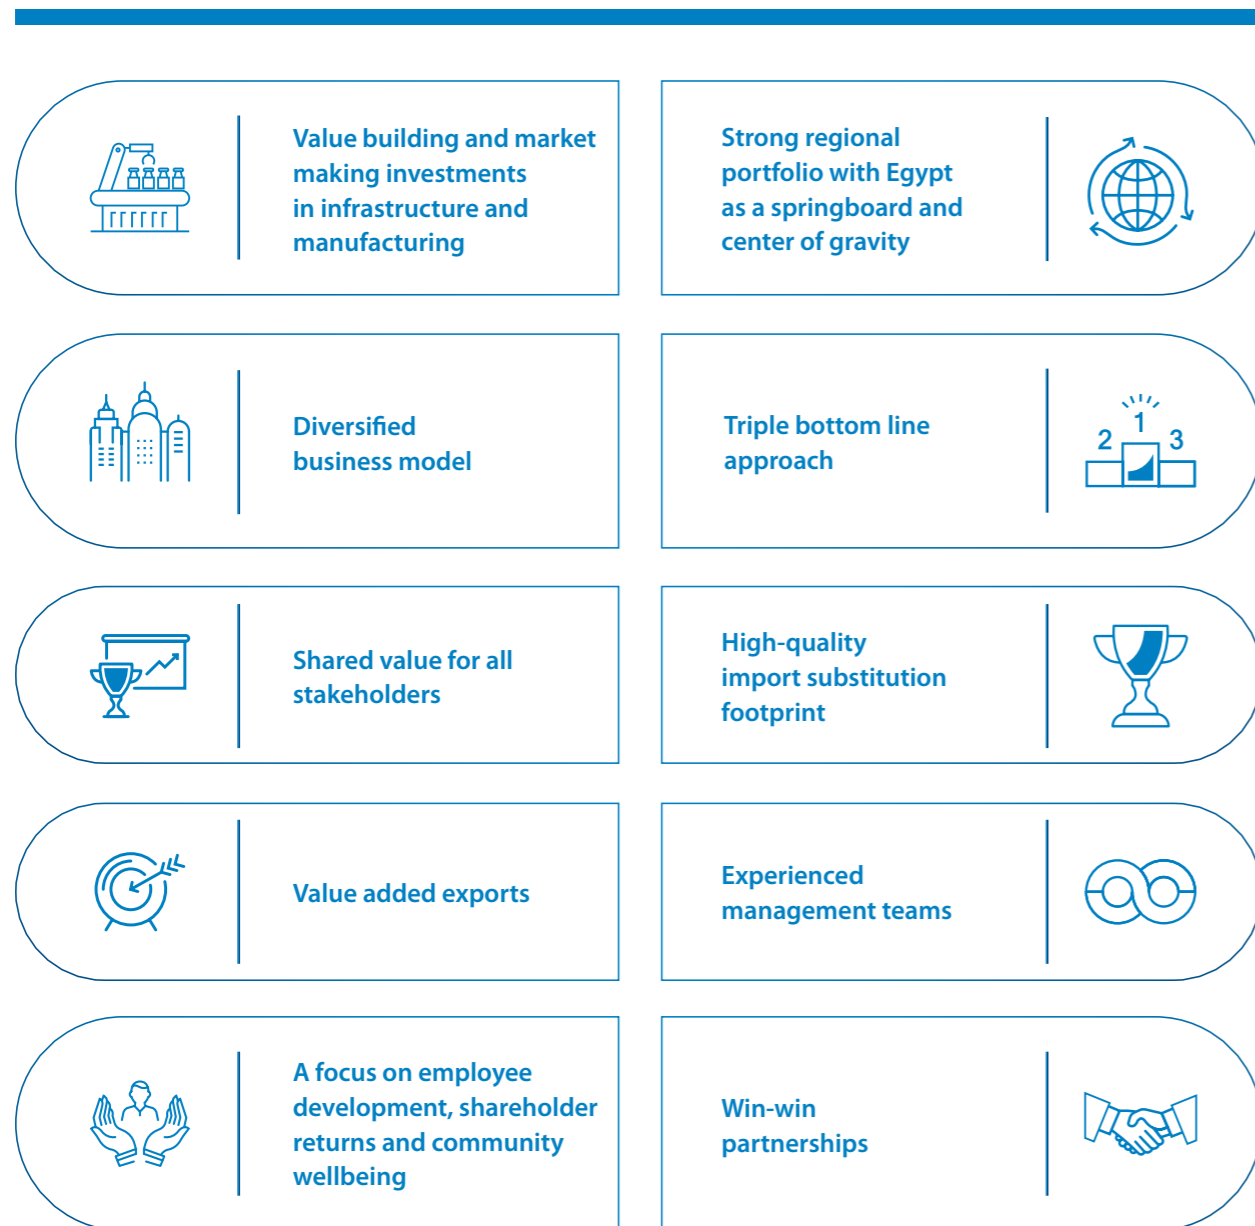 Value building and market
making investments
in infrastructure and
manufacturing
Strong regional
portfolio with Egypt
as a springboard and
center of gravity
Diversified
business model
Triple bottom line
approach
1
2
3
Shared value for all
stakeholders
High-quality
import substitution
footprint
Value added exports
Experienced
management teams
A focus on employee
development, shareholder
returns and community
wellbeing
Win-win
partnerships